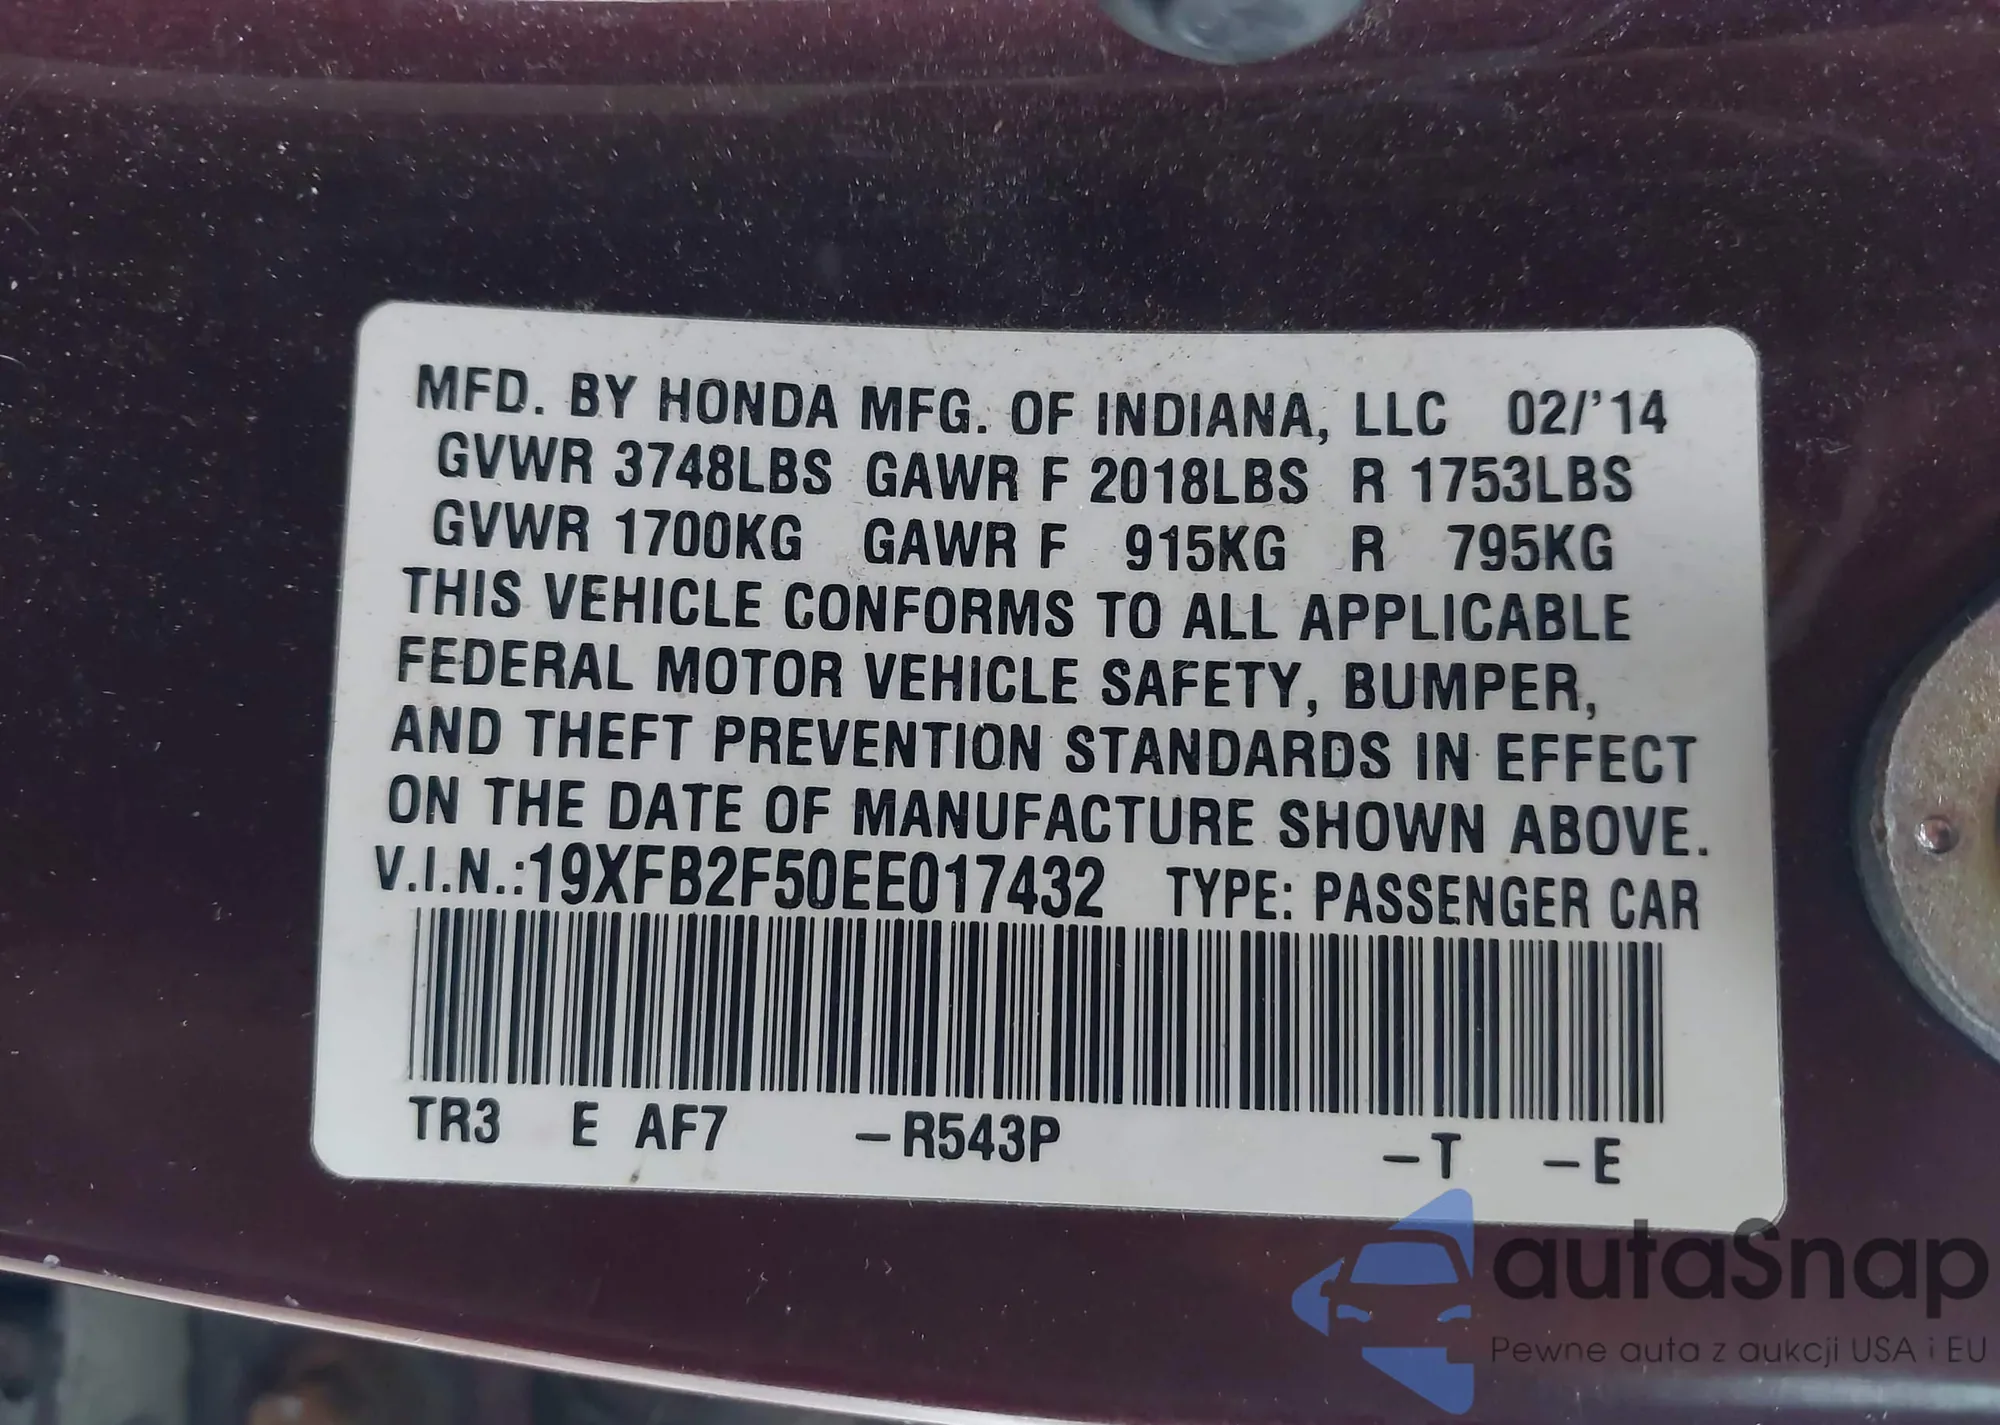 MFD. BY HONDA MFG. OF INDIANA, LLC 02/'14
GVWR 3748LBS GAWR F 2018LBS R 1753LBS
GVWR 1700KG GAWR F 915KG R 795KG
THIS VEHICLE CONFORMS TO ALL APPLICABLE
FEDERAL MOTOR VEHICLE SAFETY, BUMPER,
AND THEFT PREVENTION STANDARDS IN EFFECT
ON THE DATE OF MANUFACTURE SHOWN ABOVE.
V.I.N.:19XFB2F50EE017432 TYPE: PASSENGER CAR
TR3 E AF7 –R543P –T –E
autaSnap
Pewne auta z aukcji USA i EU